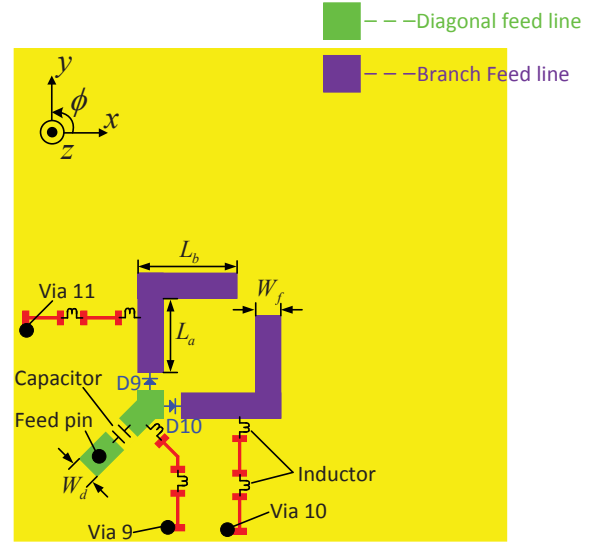 Diagonal feed line
Branch Feed line
y
ϕ
x
z
L_b
W_f
Via 11
L_a
Capacitor
D9
Feed pin
D10
W_d
Inductor
Via 9
Via 10